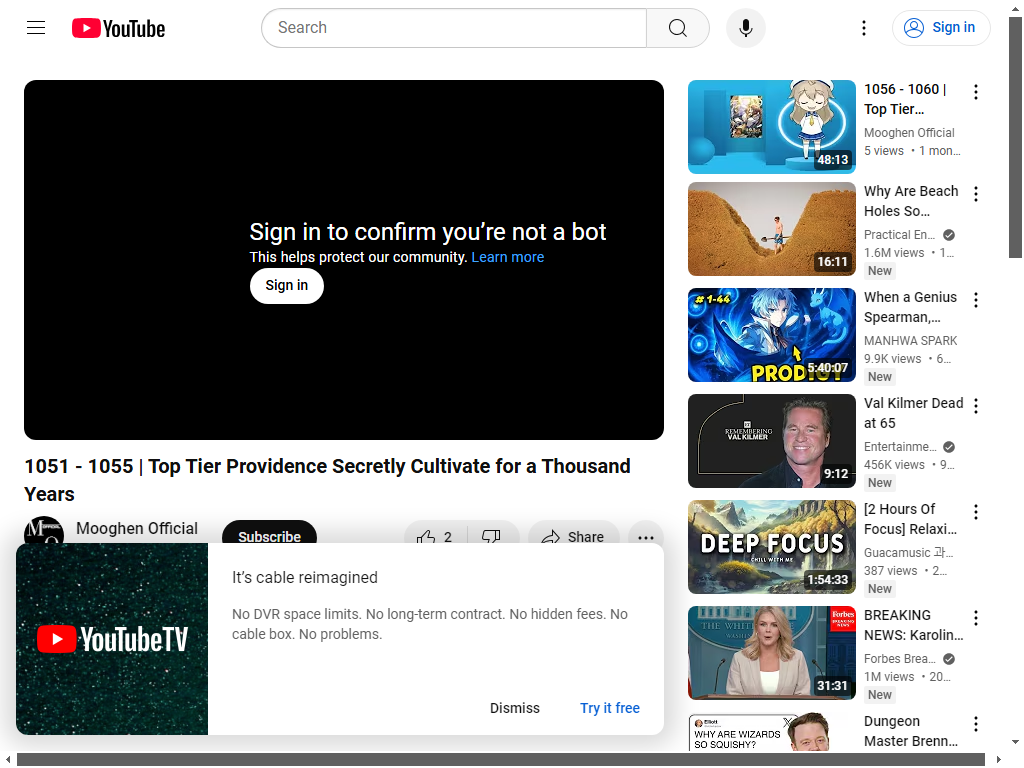 YouTube
Search
Sign in
Sign in to confirm you’re not a bot
This helps protect our community. Learn more
Sign in
1051 - 1055 | Top Tier Providence Secretly Cultivate for a Thousand
Years
Mooghen Official
Subscribe
2
Share
YouTubeTV
It’s cable reimagined
No DVR space limits. No long-term contract. No hidden fees. No
cable box. No problems.
Dismiss
Try it free
48:13
1056 - 1060 |
Top Tier…
Mooghen Official
5 views • 1 mon…
16:11
Why Are Beach
Holes So…
Practical En…
1.6M views • 1…
New
#1-44
PRODIGY
5:40:07
When a Genius
Spearman,…
MANHWA SPARK
9.9K views • 6…
New
REMEMBERING
VAL KILMER
9:12
Val Kilmer Dead
at 65
Entertainme…
456K views • 9…
New
DEEP FOCUS
CHILL WITH ME
1:54:33
[2 Hours Of
Focus] Relaxi…
Guacamusic 과…
387 views • 2…
New
THE WHITE
WASHIN
Forbes
BREAKING
NEWS
31:31
BREAKING
NEWS: Karolin…
Forbes Brea…
1M views • 20…
New
Elliott
WHY ARE WIZARDS
SO SQUISHY?
Dungeon
Master Brenn…